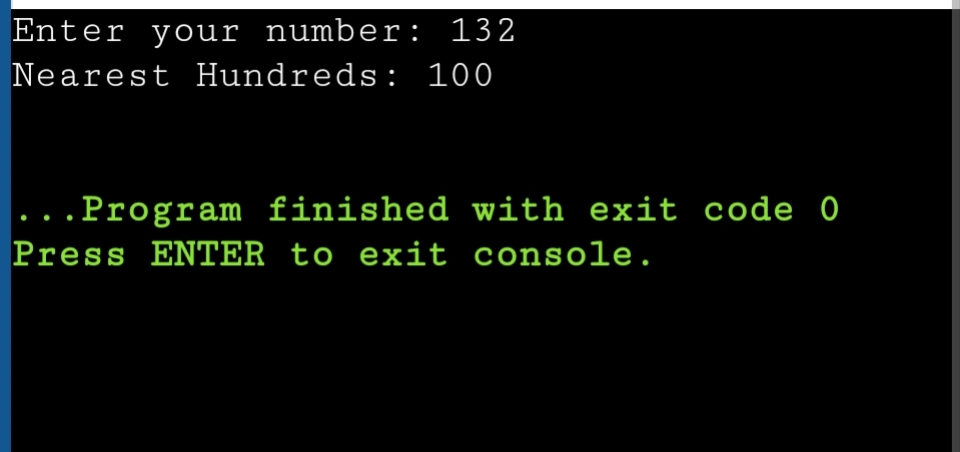 Enter your number: 132
Nearest Hundreds: 100
...Program finished with exit code 0
Press ENTER to exit console.